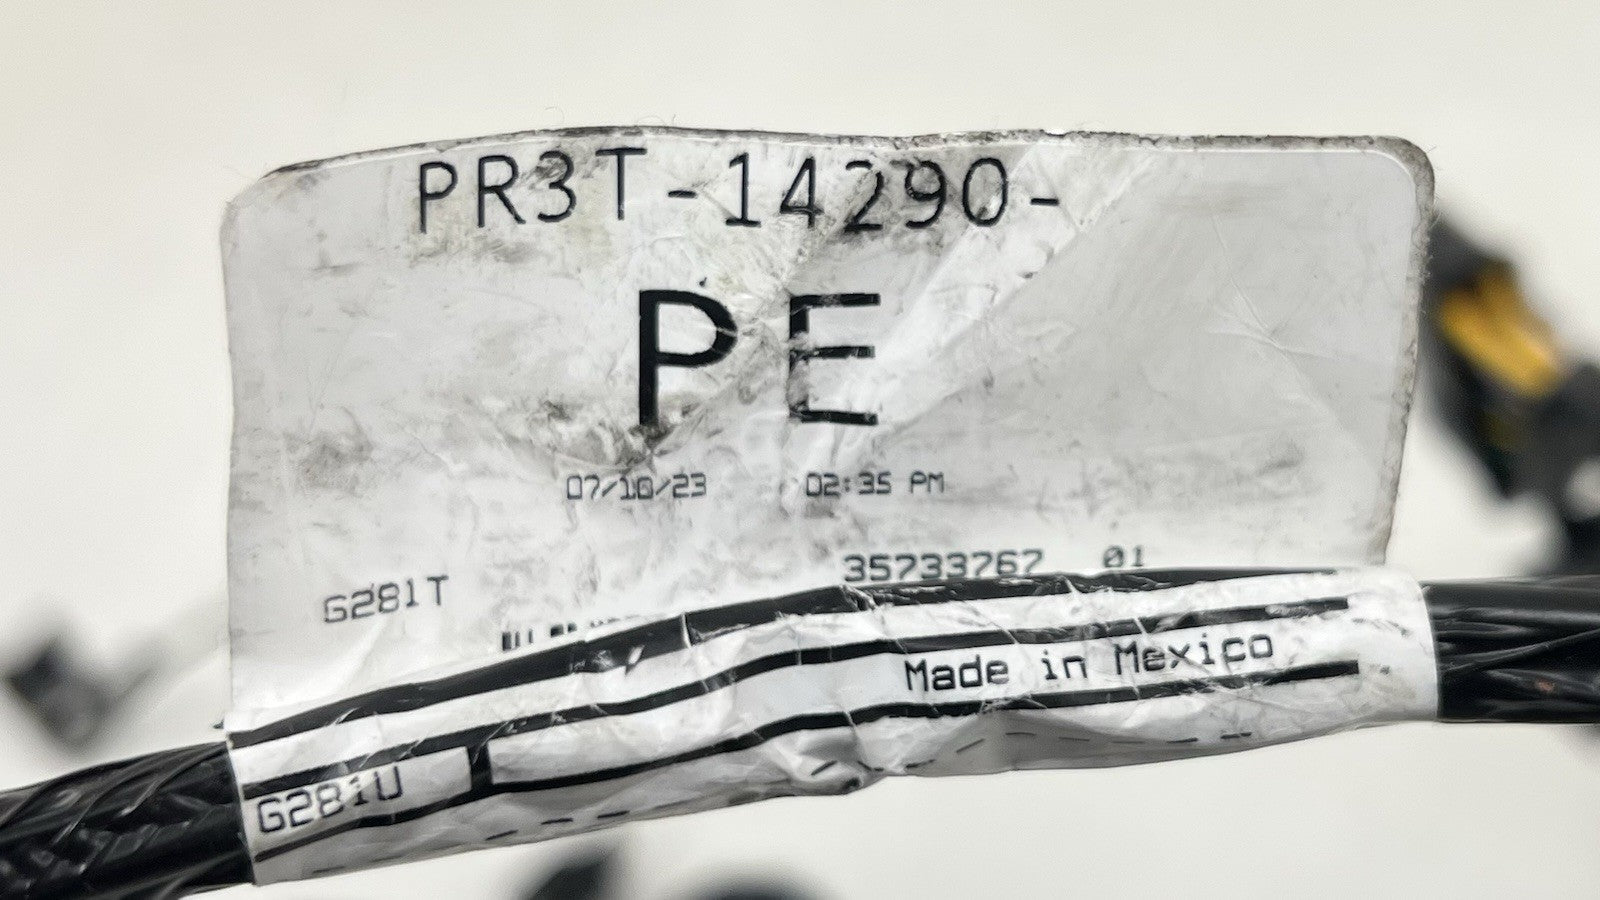 PR3T-14290-
PE
07/10/23 02:35 PM
35733767 01
G281T
Made in Mexico
G281U